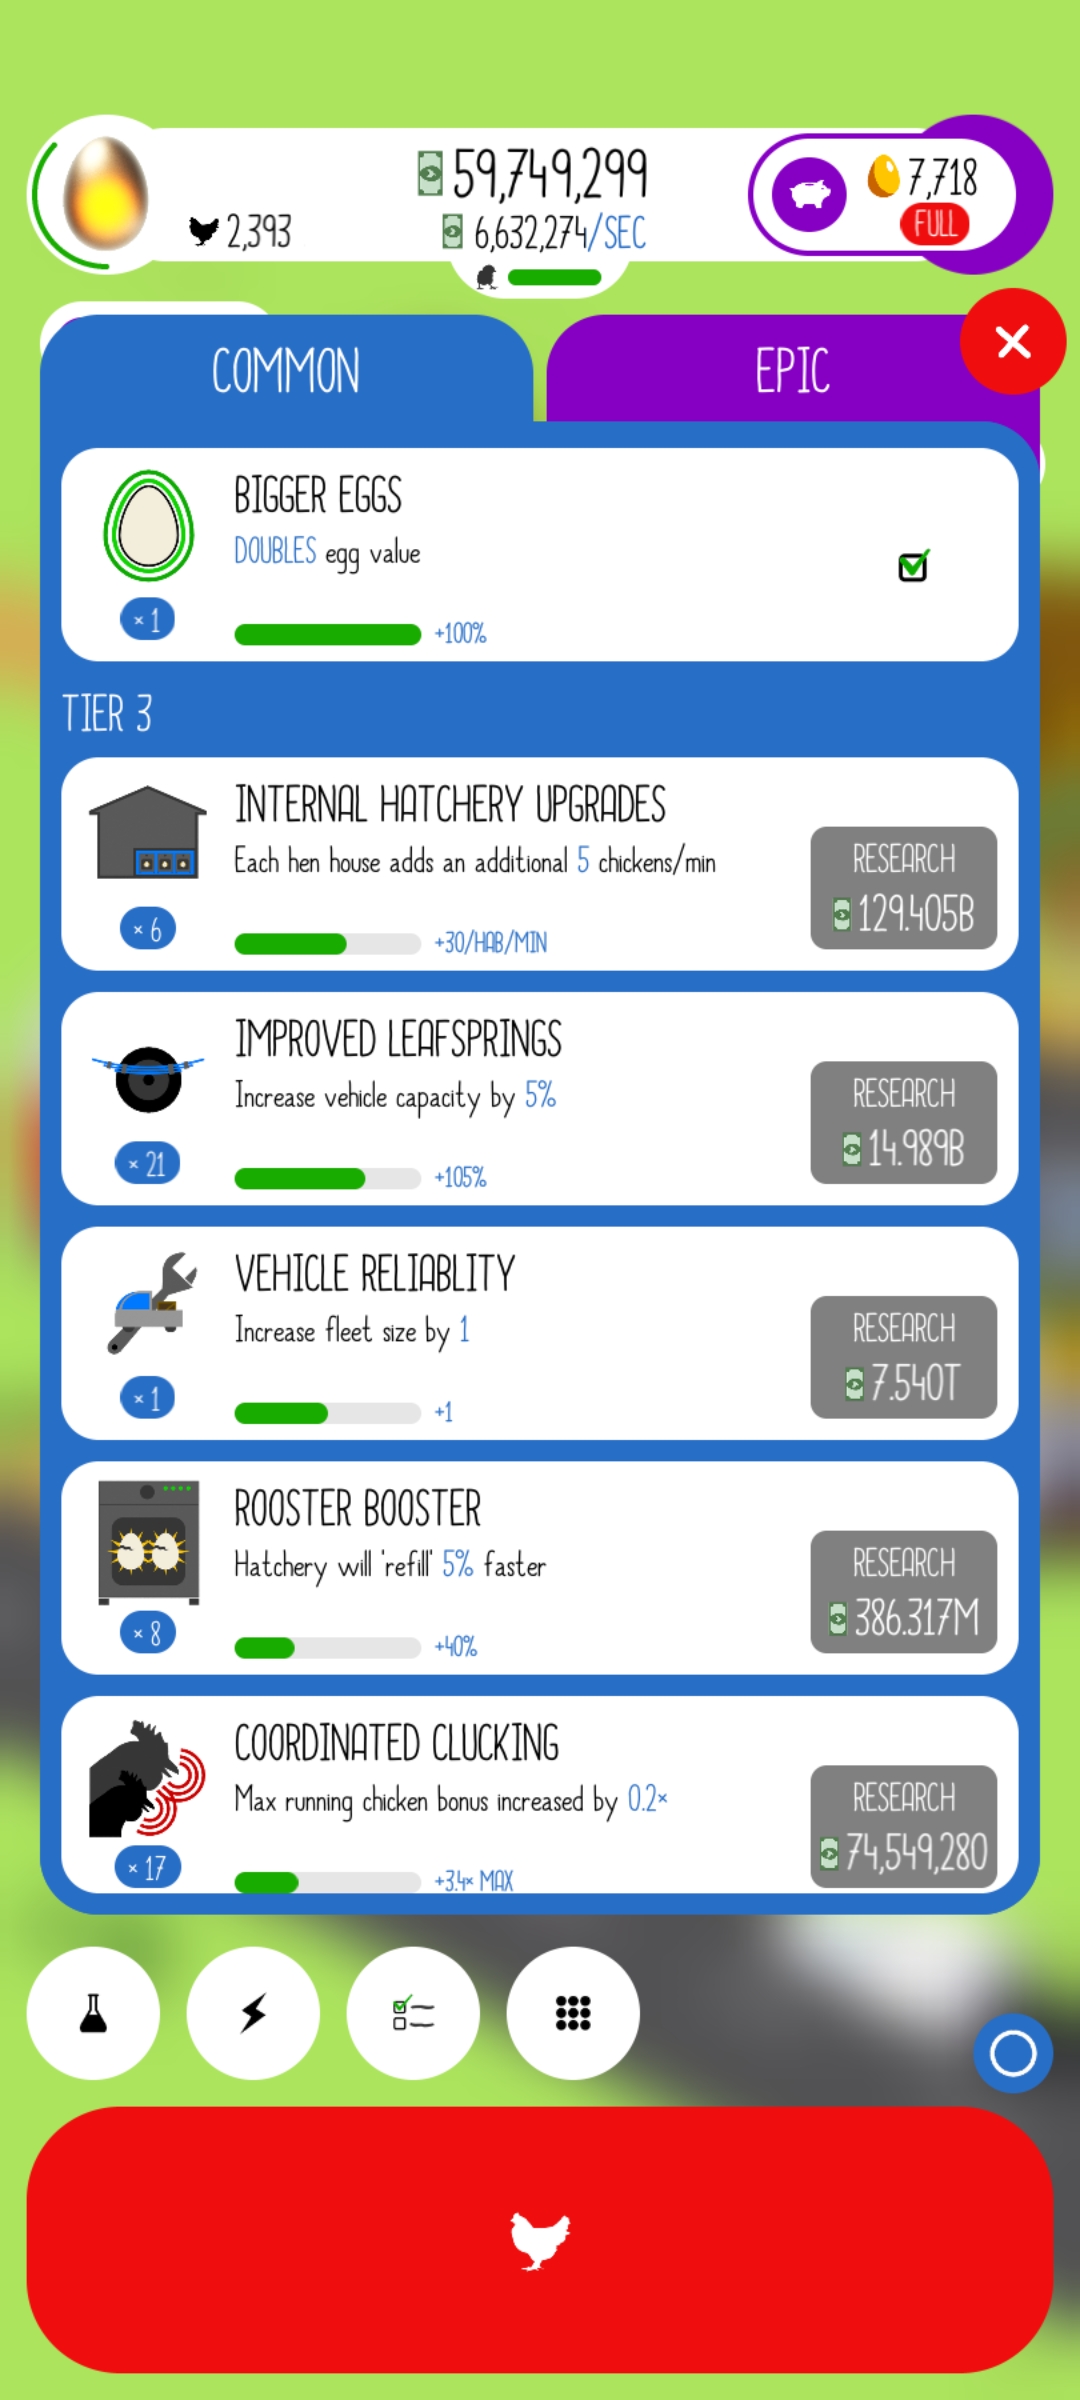 59,749,299
7,718
2,393
6,632,274/SEC
FULL
COMMON
EPIC
BIGGER EGGS
DOUBLES egg value
× 1
+100%
TIER 3
INTERNAL HATCHERY UPGRADES
Each hen house adds an additional 5 chickens/min
RESEARCH
129.405B
× 6
+30/HAB/MIN
IMPROVED LEAFSPRINGS
Increase vehicle capacity by 5%
RESEARCH
14.989B
× 21
+105%
VEHICLE RELIABLITY
Increase fleet size by 1
RESEARCH
7.540T
× 1
+1
ROOSTER BOOSTER
Hatchery will 'refill' 5% faster
RESEARCH
386.317M
× 8
+40%
COORDINATED CLUCKING
Max running chicken bonus increased by 0.2×
RESEARCH
74,549,280
× 17
+3.4× MAX